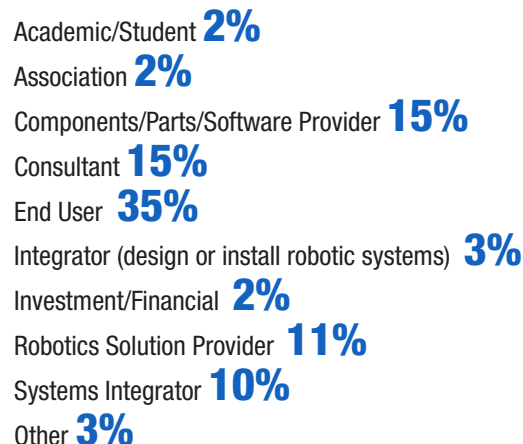 Academic/Student 2%
Association 2%
Components/Parts/Software Provider 15%
Consultant 15%
End User 35%
Integrator (design or install robotic systems) 3%
Investment/Financial 2%
Robotics Solution Provider 11%
Systems Integrator 10%
Other 3%